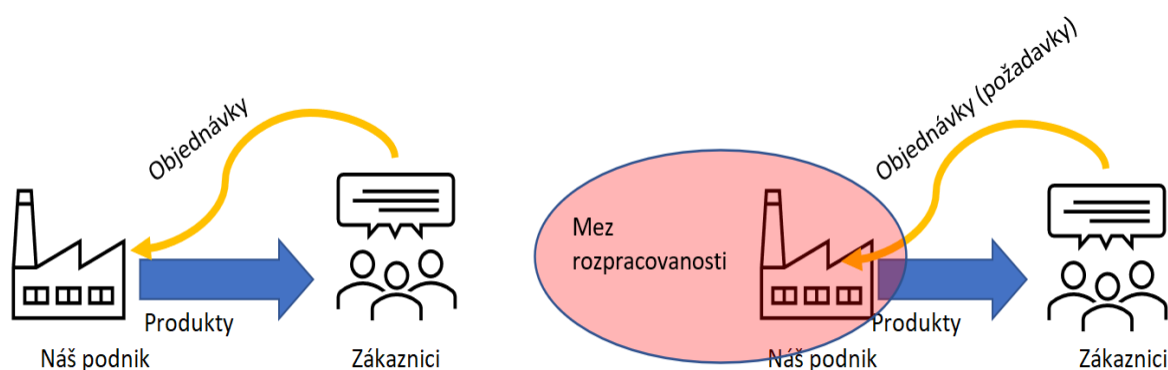 Objednávky
Produkty
Náš podnik
Zákaznici
Objednávky (požadavky)
Mez
rozpracovanosti
Produkty
Náš podnik
Zákaznici